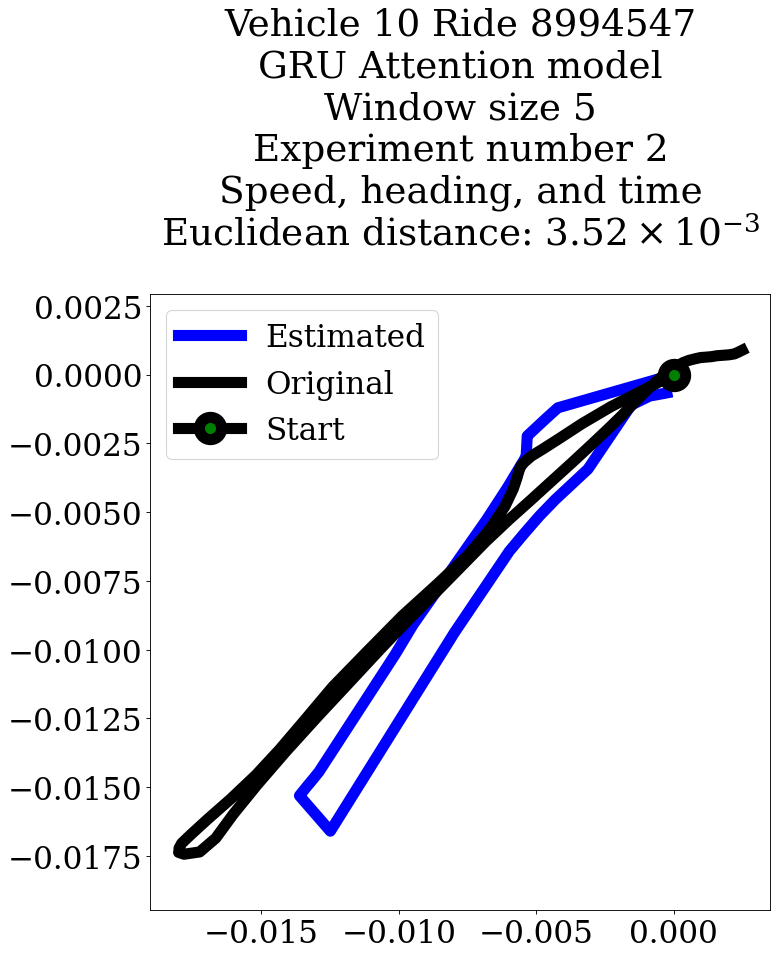 Vehicle 10 Ride 8994547
GRU Attention model
Window size 5
Experiment number 2
Speed, heading, and time
Euclidean distance: 3.52 × 10⁻³
Estimated
Original
Start
0.0025
0.0000
−0.0025
−0.0050
−0.0075
−0.0100
−0.0125
−0.0150
−0.0175
−0.015 −0.010 −0.005 0.000